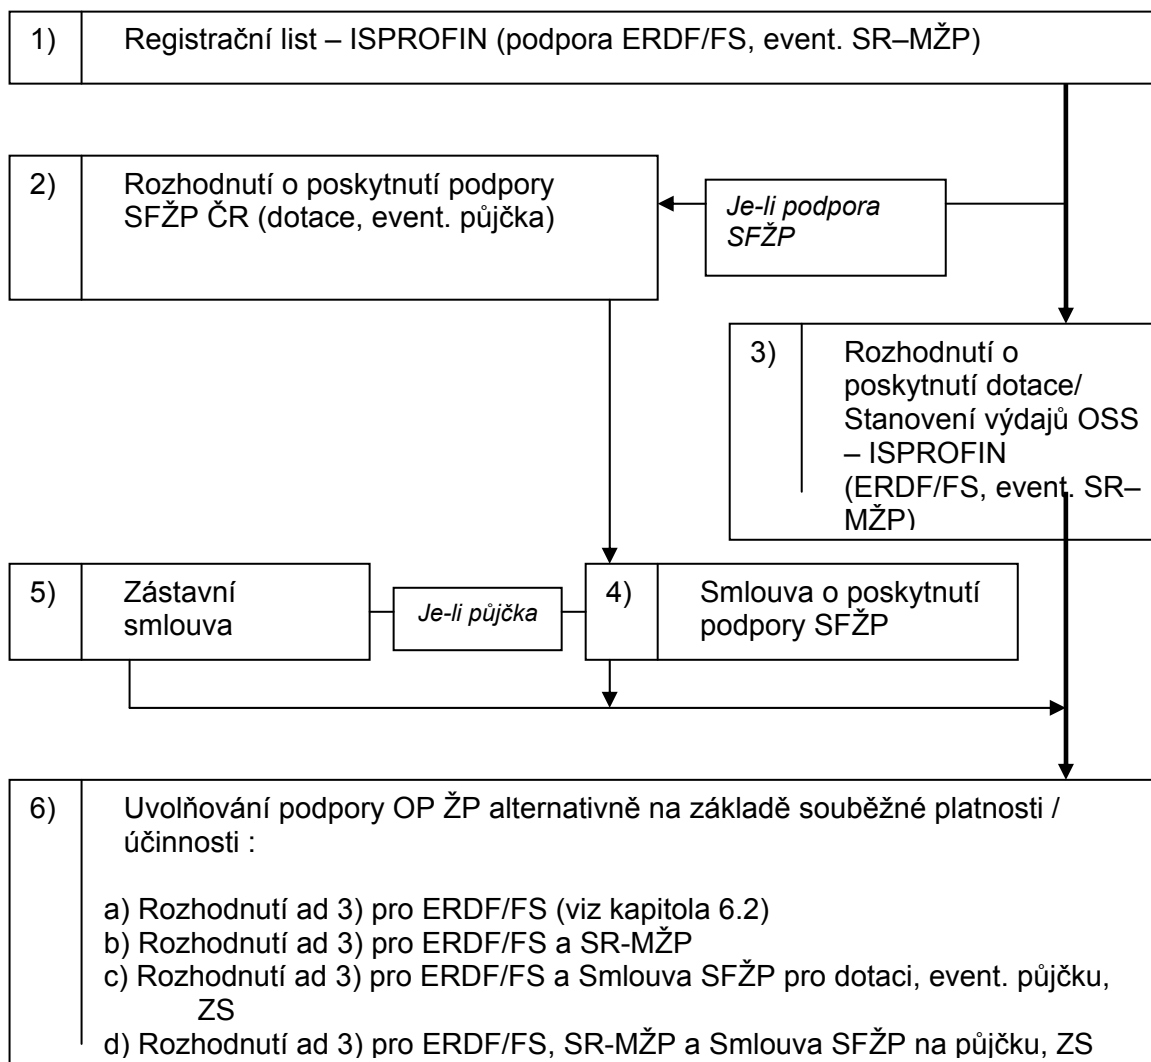 1) Registrační list – ISPROFIN (podpora ERDF/FS, event. SR–MŽP)
2) Rozhodnutí o poskytnutí podpory
SFŽP ČR (dotace, event. půjčka)
Je-li podpora
SFŽP
3) Rozhodnutí o
poskytnutí dotace/
Stanovení výdajů OSS
– ISPROFIN
(ERDF/FS, event. SR–
MŽP)
5) Zástavní
smlouva
Je-li půjčka
4) Smlouva o poskytnutí
podpory SFŽP
6) Uvolňování podpory OP ŽP alternativně na základě souběžné platnosti /
účinnosti :
a) Rozhodnutí ad 3) pro ERDF/FS (viz kapitola 6.2)
b) Rozhodnutí ad 3) pro ERDF/FS a SR-MŽP
c) Rozhodnutí ad 3) pro ERDF/FS a Smlouva SFŽP pro dotaci, event. půjčku,
ZS
d) Rozhodnutí ad 3) pro ERDF/FS, SR-MŽP a Smlouva SFŽP na půjčku, ZS